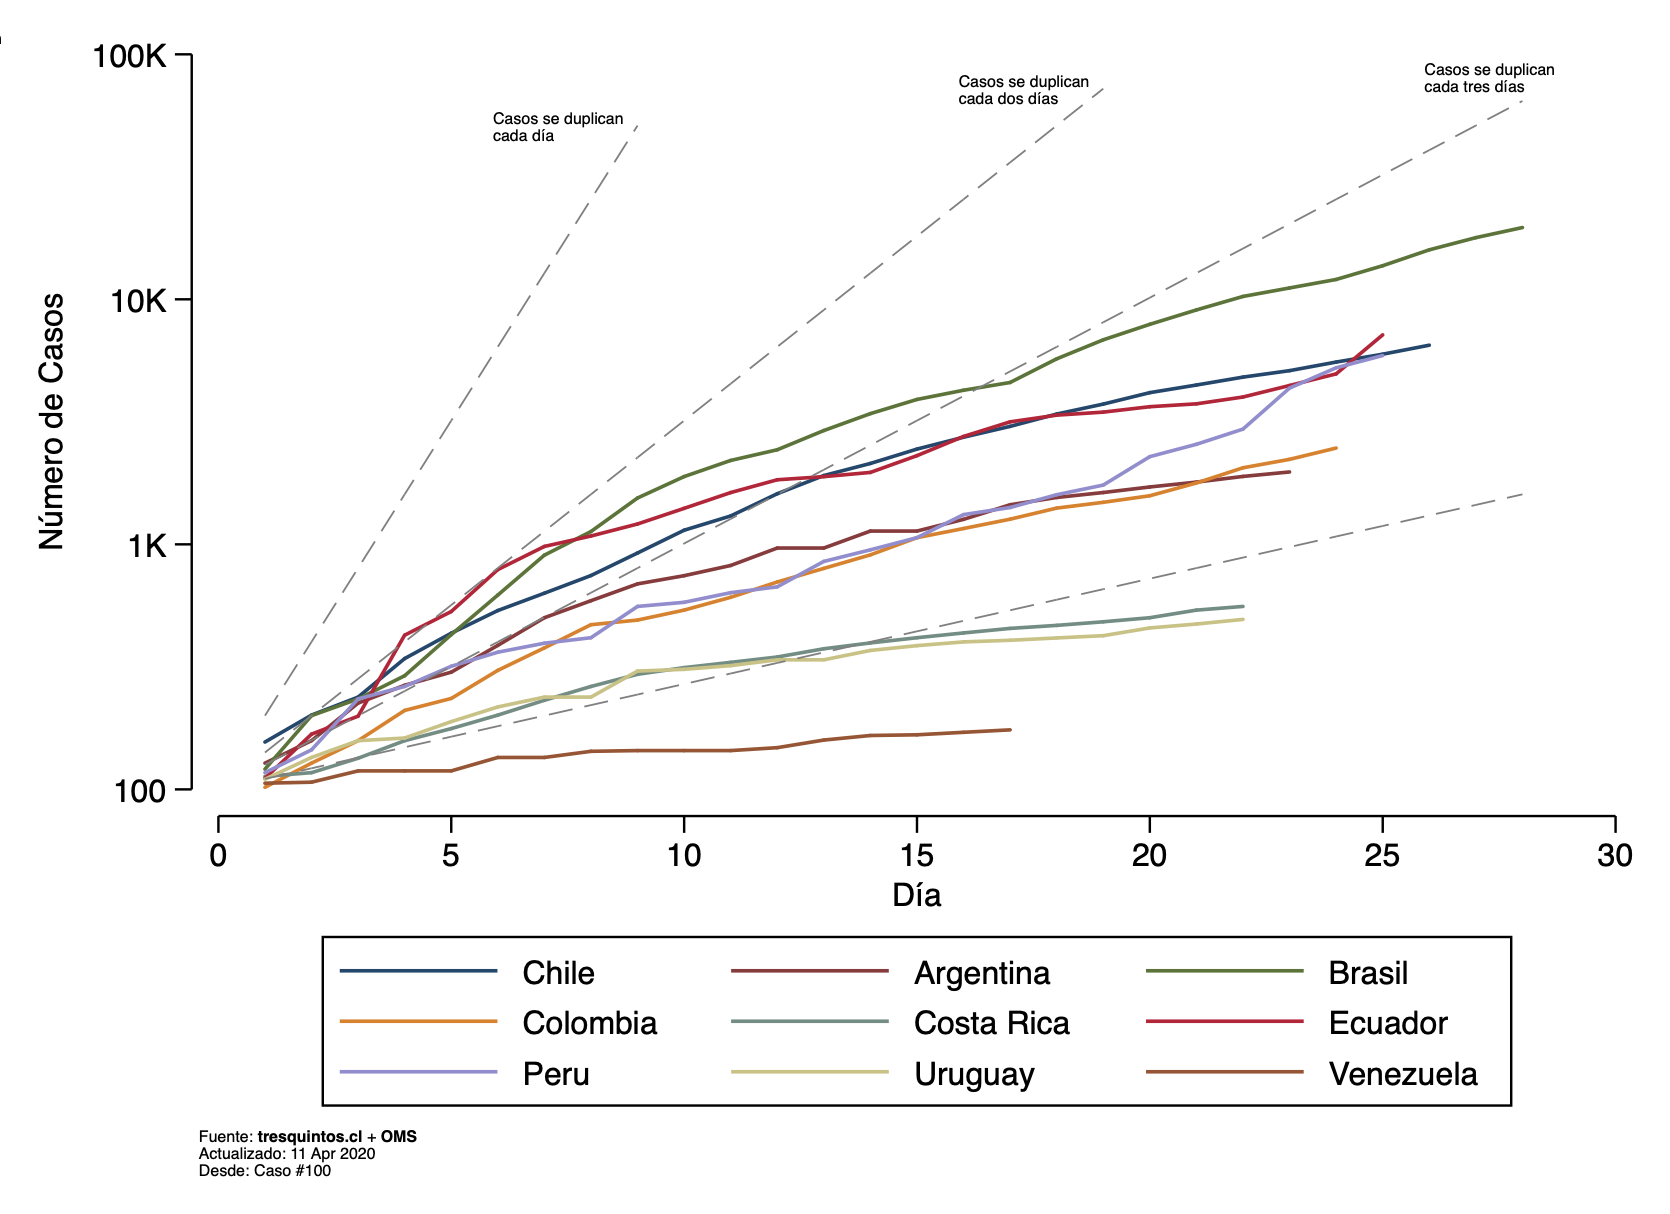 100K
10K
1K
100
Número de Casos
Casos se duplican
cada día
Casos se duplican
cada dos días
Casos se duplican
cada tres días
0 5 10 15 20 25 30
Día
Chile Argentina Brasil
Colombia Costa Rica Ecuador
Peru Uruguay Venezuela
Fuente: tresquintos.cl + OMS
Actualizado: 11 Apr 2020
Desde: Caso #100